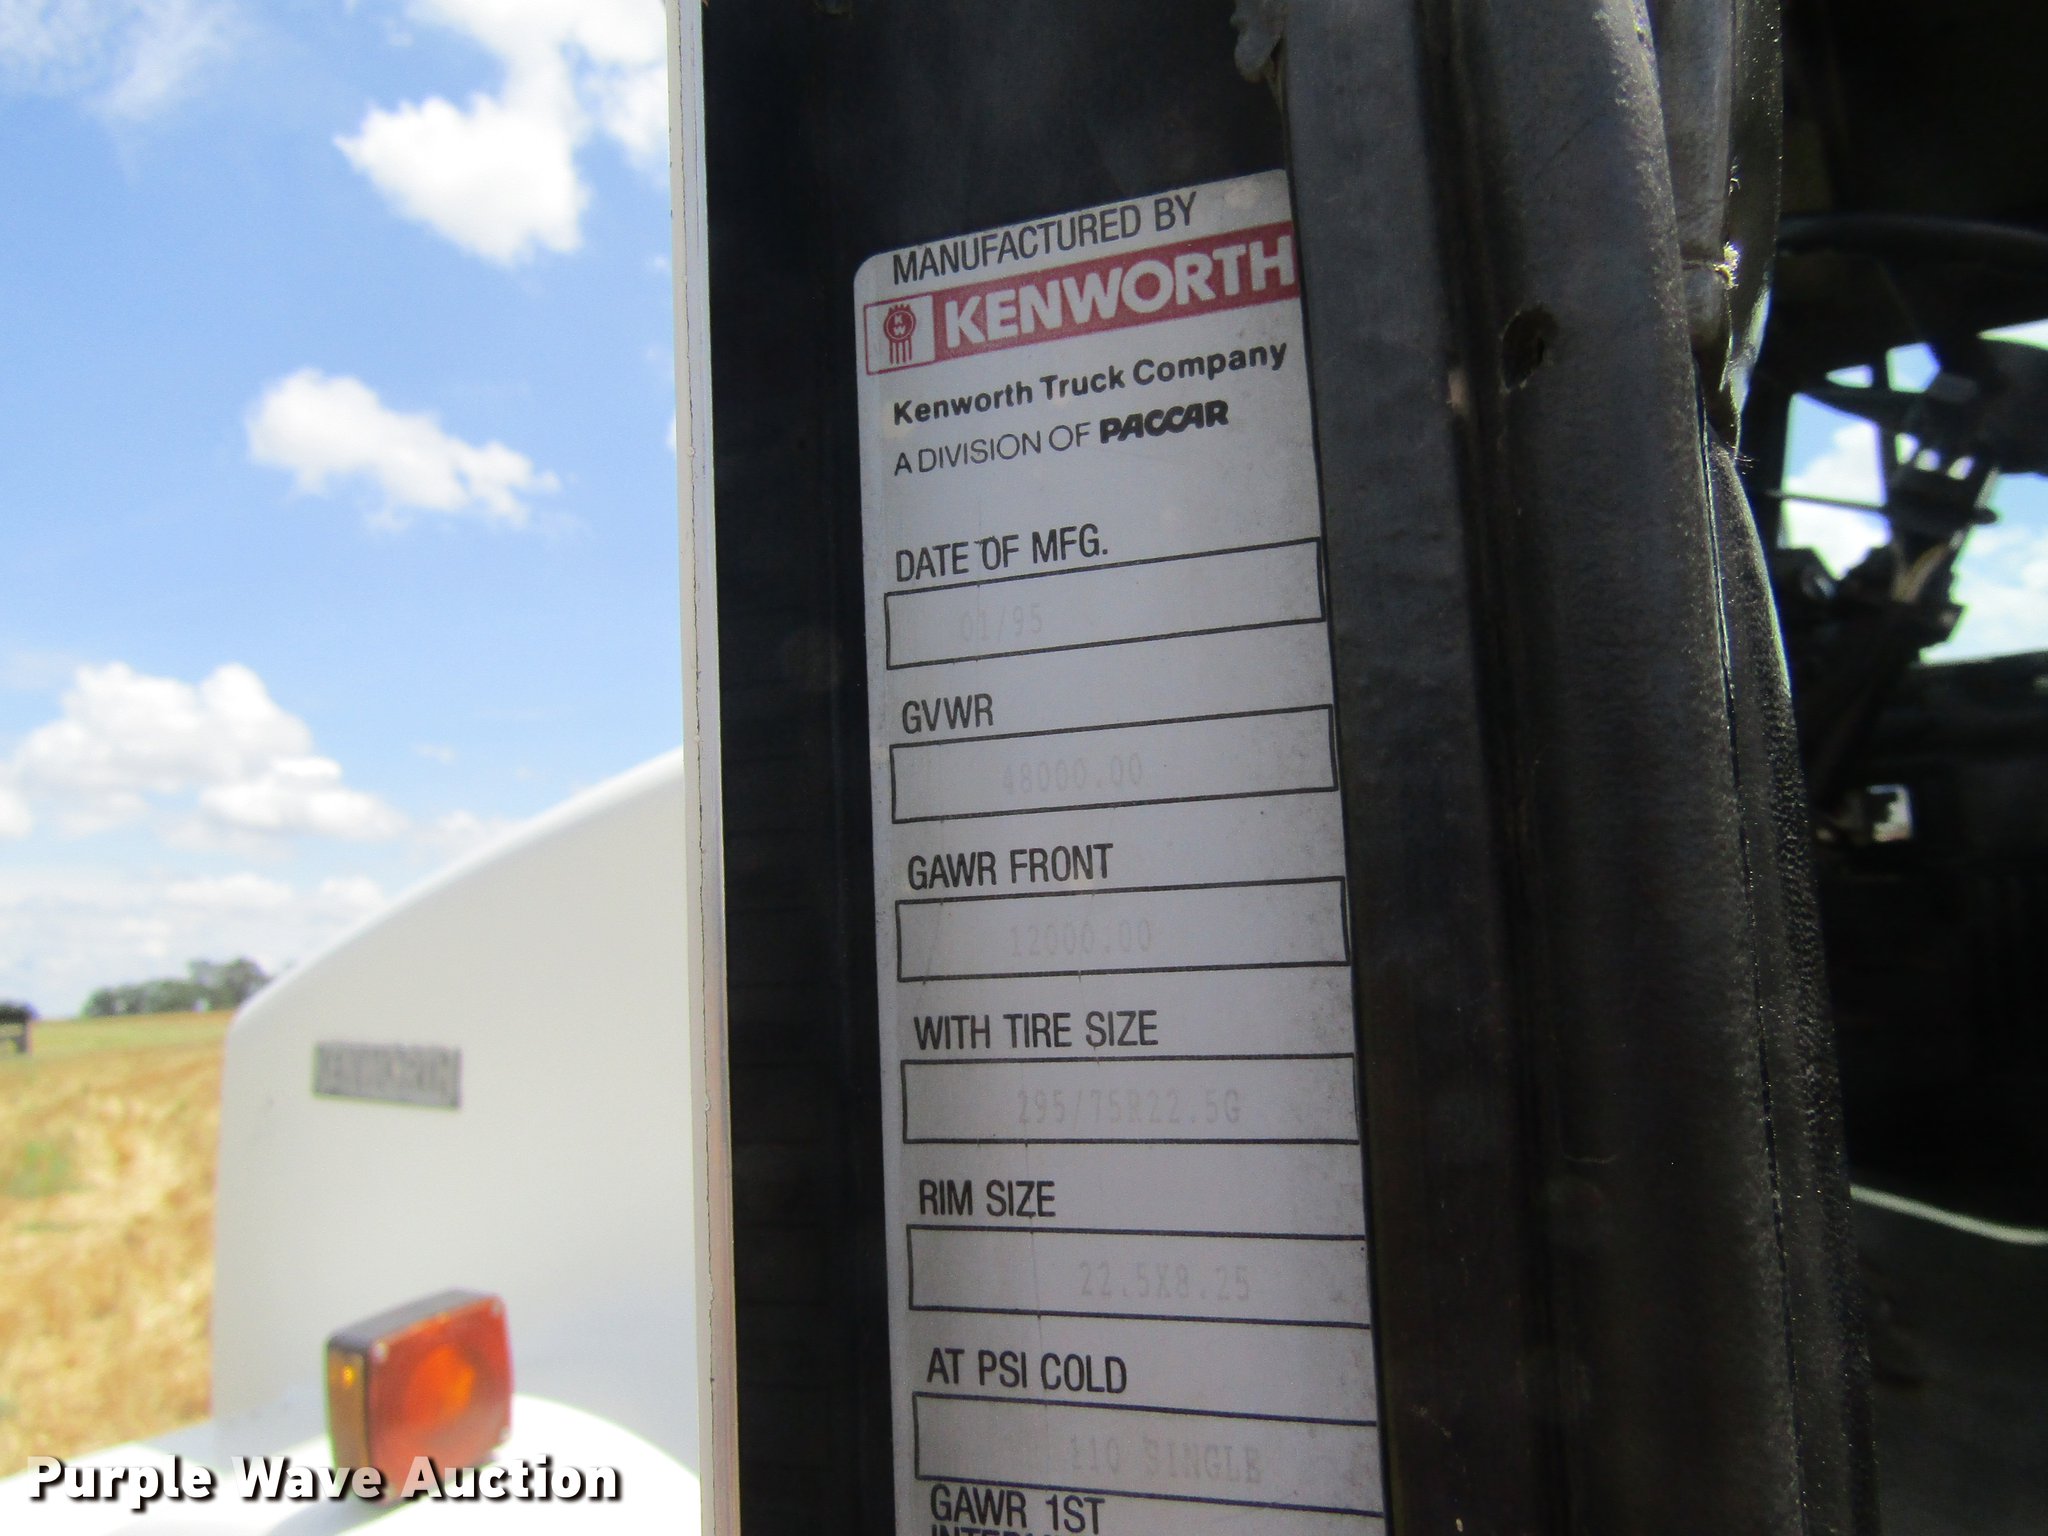 MANUFACTURED BY
KW KENWORTH
Kenworth Truck Company
A DIVISION OF PACCAR
DATE OF MFG.
01/95
GVWR
48000.00
GAWR FRONT
12000.00
WITH TIRE SIZE
295/75R22.5G
RIM SIZE
22.5X8.25
AT PSI COLD
110 SINGLE
GAWR 1ST
KENWORTH
Purple Wave Auction